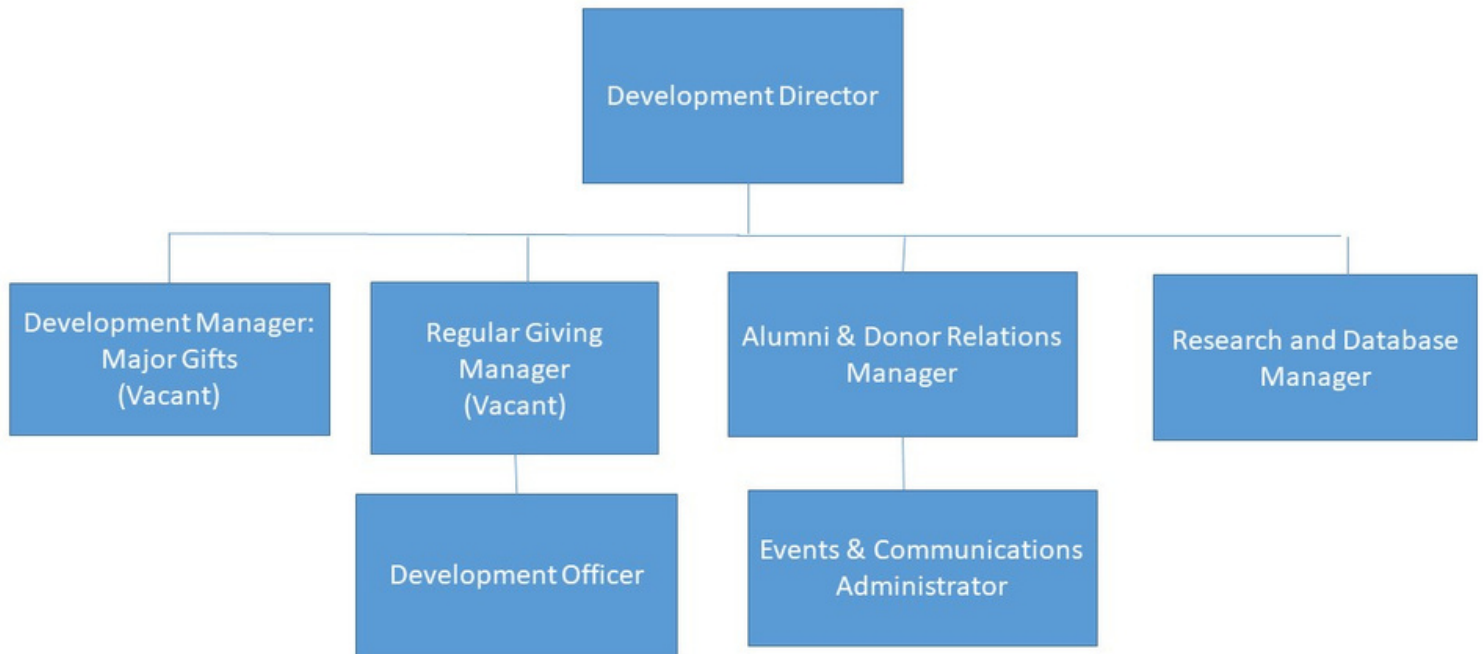 Development Director
Development Manager:
Major Gifts
(Vacant)
Regular Giving
Manager
(Vacant)
Alumni & Donor Relations
Manager
Research and Database
Manager
Development Officer
Events & Communications
Administrator